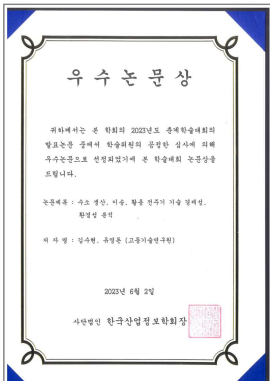 우수논문상
귀하께서는 본 학회의 2023년도 춘계학술대회의
발표논문 중에서 학술위원의 공정한 심사에 의해
우수논문으로 선정되었기에 본 학술대회 논문상을
드립니다.
논문제목 : 수소 생산, 이송, 활용 전주기 기술 경제성,
환경성 분석
저 자 명 : 김수현, 유영돈 (고등기술연구원)
2023년 6월 2일
사단법인 한국산업정보학회장